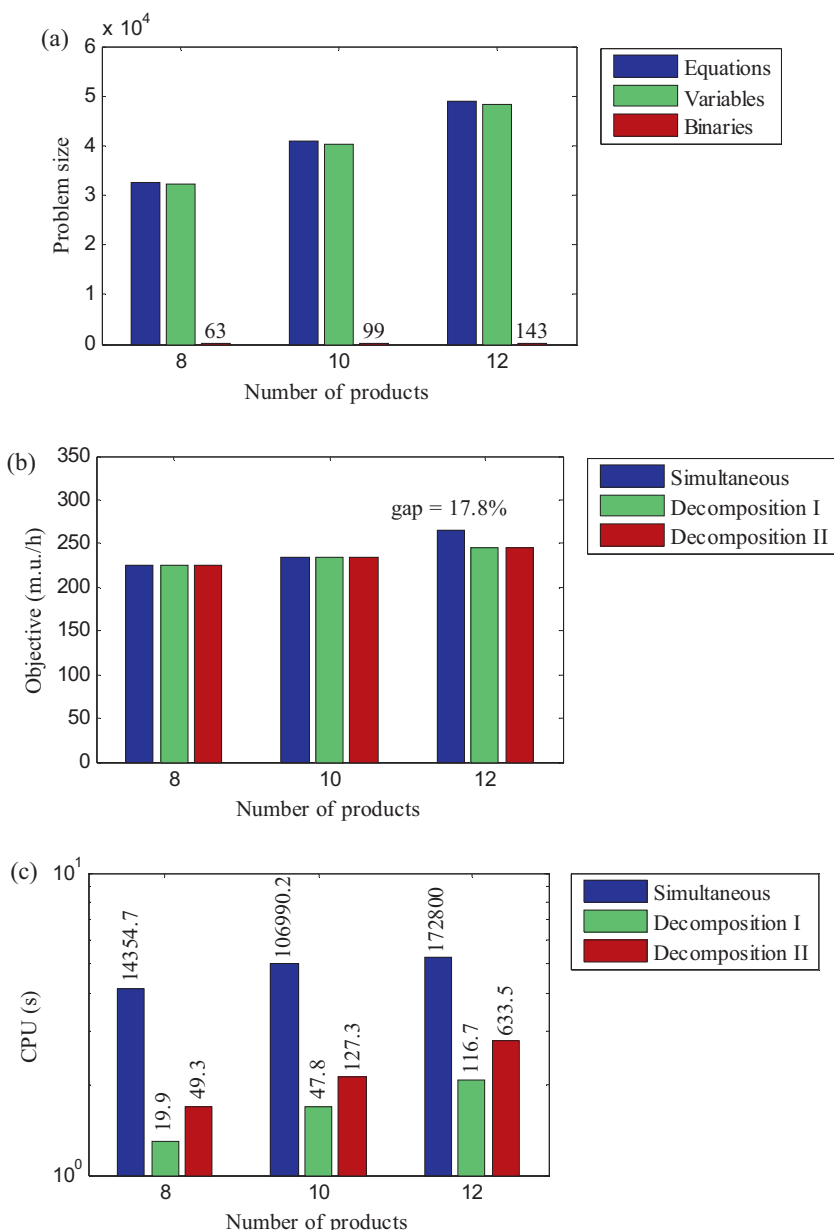 (a)
x 10^4
6
5
4
3
2
1
0
Problem size
63
99
143
8
10
12
Number of products
Equations
Variables
Binaries
(b)
350
300
250
200
150
100
50
0
Objective (m.u./h)
gap = 17.8%
8
10
12
Number of products
Simultaneous
Decomposition I
Decomposition II
(c)
10^1
10^0
CPU (s)
14354.7
19.9
49.3
106990.2
47.8
127.3
172800
116.7
633.5
8
10
12
Number of products
Simultaneous
Decomposition I
Decomposition II